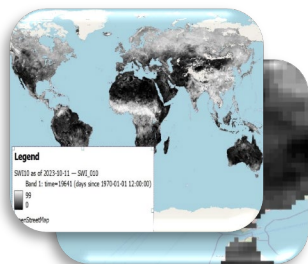 Legend
SWI10 as of 2023-10-11 — SWI_010
Band 1: time=19641 (days since 1970-01-01 12:00:00)
99
0
enStreetMap